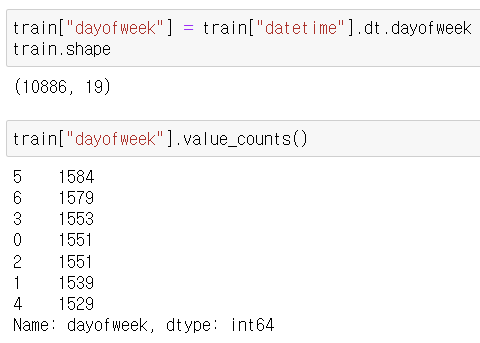 train["dayofweek"] = train["datetime"].dt.dayofweek
train.shape
(10886, 19)
train["dayofweek"].value_counts()
5    1584
6    1579
3    1553
0    1551
2    1551
1    1539
4    1529
Name: dayofweek, dtype: int64